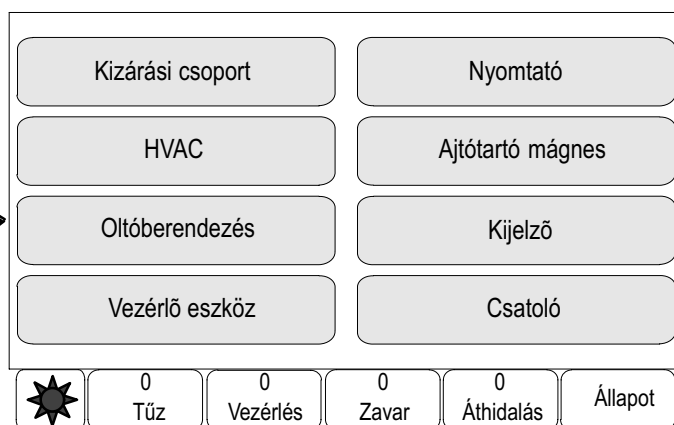 Kizárási csoport
Nyomtató
HVAC
Ajtótartó mágnes
Oltóberendezés
Kijelzõ
Vezérlõ eszköz
Csatoló
0
Tűz
0
Vezérlés
0
Zavar
0
Áthidalás
Állapot